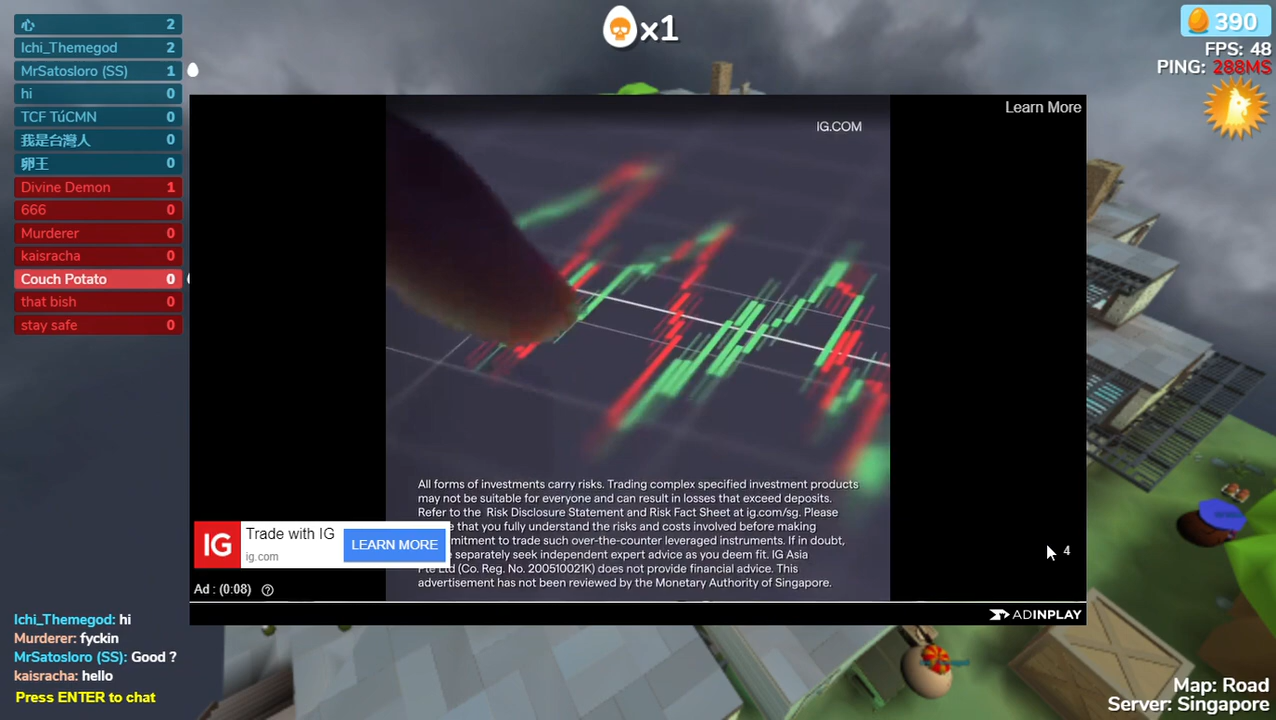 心 2
Ichi_Themegod 2
MrSatosloro (SS) 1
hi 0
TCF TúCMN 0
我是台灣人 0
卵王 0
Divine Demon 1
666 0
Murderer 0
kaisracha 0
Couch Potato 0
that bish 0
stay safe 0
x1
390
FPS: 48
PING: 288MS
Learn More
IG.COM
All forms of investments carry risks. Trading complex specified investment products
may not be suitable for everyone and can result in losses that exceed deposits.
Refer to the Risk Disclosure Statement and Risk Fact Sheet at ig.com/sg. Please
that you fully understand the risks and costs involved before making
mitment to trade such over-the-counter leveraged instruments. If in doubt,
separately seek independent expert advice as you deem fit. IG Asia
Pte Ltd (Co. Reg. No. 200510021K) does not provide financial advice. This
advertisement has not been reviewed by the Monetary Authority of Singapore.
IG
Trade with IG
ig.com
LEARN MORE
4
Ad : (0:08)
ADINPLAY
Ichi_Themegod: hi
Murderer: fyckin
MrSatosloro (SS): Good ?
kaisracha: hello
Press ENTER to chat
Map: Road
Server: Singapore